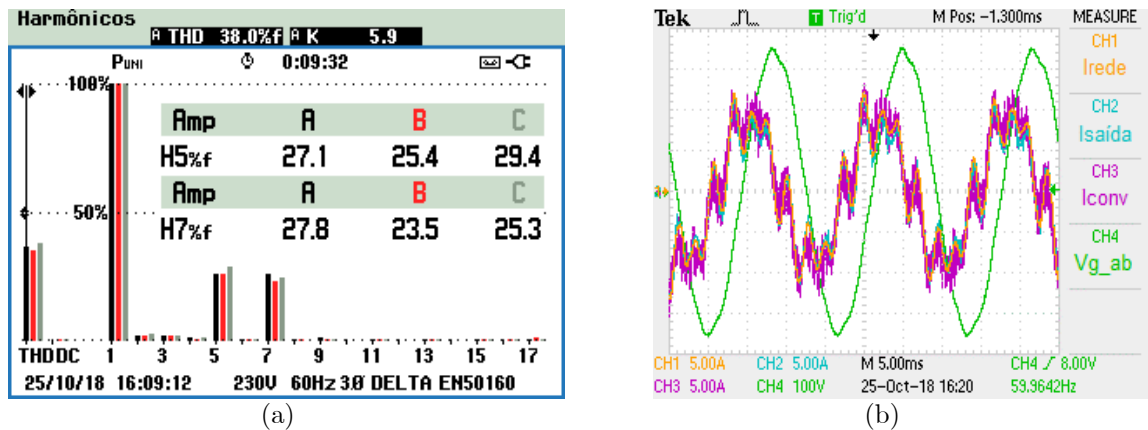 Harmônicos
A THD 38.0%f A K 5.9
PUNI 0:09:32
100%
Amp A B C
H5%f 27.1 25.4 29.4
Amp A B C
50%
H7%f 27.8 23.5 25.3
THDDC 1 3 5 7 9 11 13 15 17
25/10/18 16:09:12 230V 60Hz 3Ø DELTA EN50160
(a)
Tek T Trig'd M Pos: -1.300ms MEASURE
CH1
Irede
CH2
Isaída
CH3
Iconv
CH4
Vg_ab
CH1 5.00A CH2 5.00A M 5.00ms CH4 / 8.00V
CH3 5.00A CH4 100V 25-Oct-18 16:20 59.9642Hz
(b)